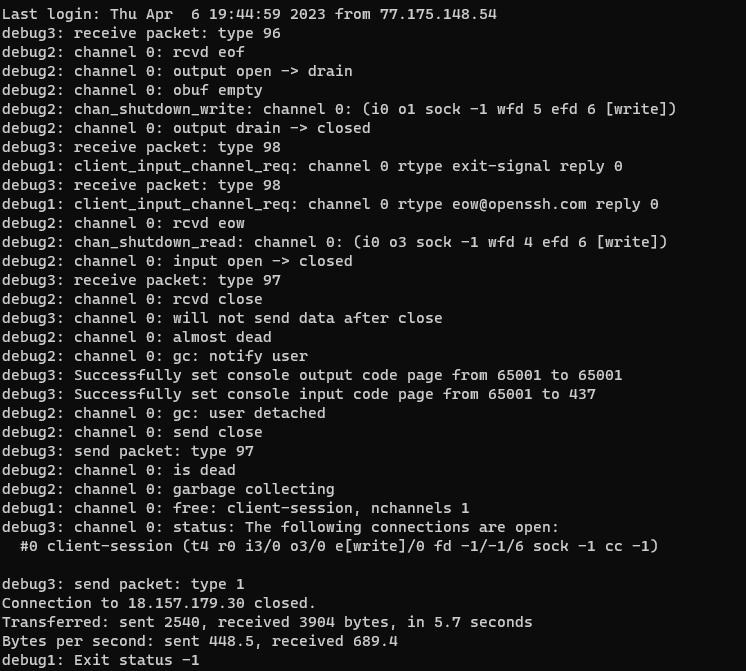 Last login: Thu Apr  6 19:44:59 2023 from 77.175.148.54
debug3: receive packet: type 96
debug2: channel 0: rcvd eof
debug2: channel 0: output open -> drain
debug2: channel 0: obuf empty
debug2: chan_shutdown_write: channel 0: (i0 o1 sock -1 wfd 5 efd 6 [write])
debug2: channel 0: output drain -> closed
debug3: receive packet: type 98
debug1: client_input_channel_req: channel 0 rtype exit-signal reply 0
debug3: receive packet: type 98
debug1: client_input_channel_req: channel 0 rtype eow@openssh.com reply 0
debug2: channel 0: rcvd eow
debug2: chan_shutdown_read: channel 0: (i0 o3 sock -1 wfd 4 efd 6 [write])
debug2: channel 0: input open -> closed
debug3: receive packet: type 97
debug2: channel 0: rcvd close
debug3: channel 0: will not send data after close
debug2: channel 0: almost dead
debug2: channel 0: gc: notify user
debug3: Successfully set console output code page from 65001 to 65001
debug3: Successfully set console input code page from 65001 to 437
debug2: channel 0: gc: user detached
debug2: channel 0: send close
debug3: send packet: type 97
debug2: channel 0: is dead
debug2: channel 0: garbage collecting
debug1: channel 0: free: client-session, nchannels 1
debug3: channel 0: status: The following connections are open:
  #0 client-session (t4 r0 i3/0 o3/0 e[write]/0 fd -1/-1/6 sock -1 cc -1)
debug3: send packet: type 1
Connection to 18.157.179.30 closed.
Transferred: sent 2540, received 3904 bytes, in 5.7 seconds
Bytes per second: sent 448.5, received 689.4
debug1: Exit status -1